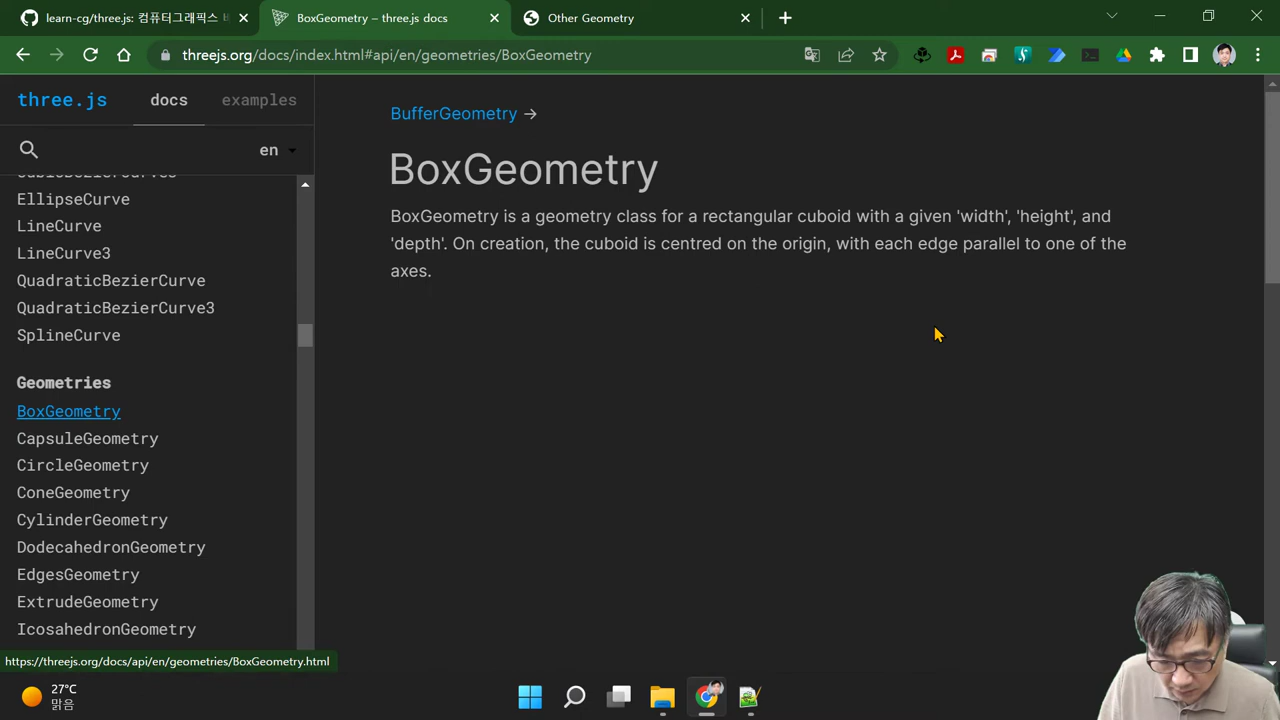 learn-cg/three.js: 컴퓨터그래픽스
BoxGeometry – three.js docs
Other Geometry
threejs.org/docs/index.html#api/en/geometries/BoxGeometry
three.js
docs
examples
en
EllipseCurve
LineCurve
LineCurve3
QuadraticBezierCurve
QuadraticBezierCurve3
SplineCurve
Geometries
BoxGeometry
CapsuleGeometry
CircleGeometry
ConeGeometry
CylinderGeometry
DodecahedronGeometry
EdgesGeometry
ExtrudeGeometry
IcosahedronGeometry
BufferGeometry →
BoxGeometry
BoxGeometry is a geometry class for a rectangular cuboid with a given 'width', 'height', and
'depth'. On creation, the cuboid is centred on the origin, with each edge parallel to one of the
axes.
https://threejs.org/docs/api/en/geometries/BoxGeometry.html
27°C
맑음